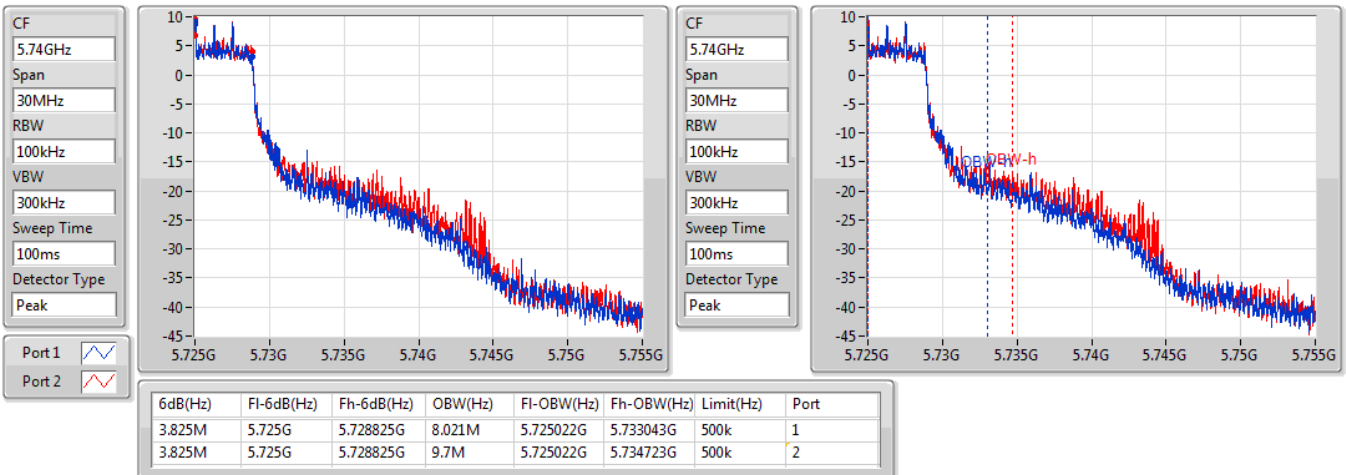 CF
5.74GHz
Span
30MHz
RBW
100kHz
VBW
300kHz
Sweep Time
100ms
Detector Type
Peak
Port 1
Port 2
10
5
0
-5
-10
-15
-20
-25
-30
-35
-40
-45
5.725G 5.73G 5.735G 5.74G 5.745G 5.75G 5.755G
CF
5.74GHz
Span
30MHz
RBW
100kHz
VBW
300kHz
Sweep Time
100ms
Detector Type
Peak
10
5
0
-5
-10
-15
-20
-25
-30
-35
-40
-45
OBW-h OBW-h
5.725G 5.73G 5.735G 5.74G 5.745G 5.75G 5.755G
6dB(Hz) Fl-6dB(Hz) Fh-6dB(Hz) OBW(Hz) Fl-OBW(Hz) Fh-OBW(Hz) Limit(Hz) Port
3.825M 5.725G 5.728825G 8.021M 5.725022G 5.733043G 500k 1
3.825M 5.725G 5.728825G 9.7M 5.725022G 5.734723G 500k 2